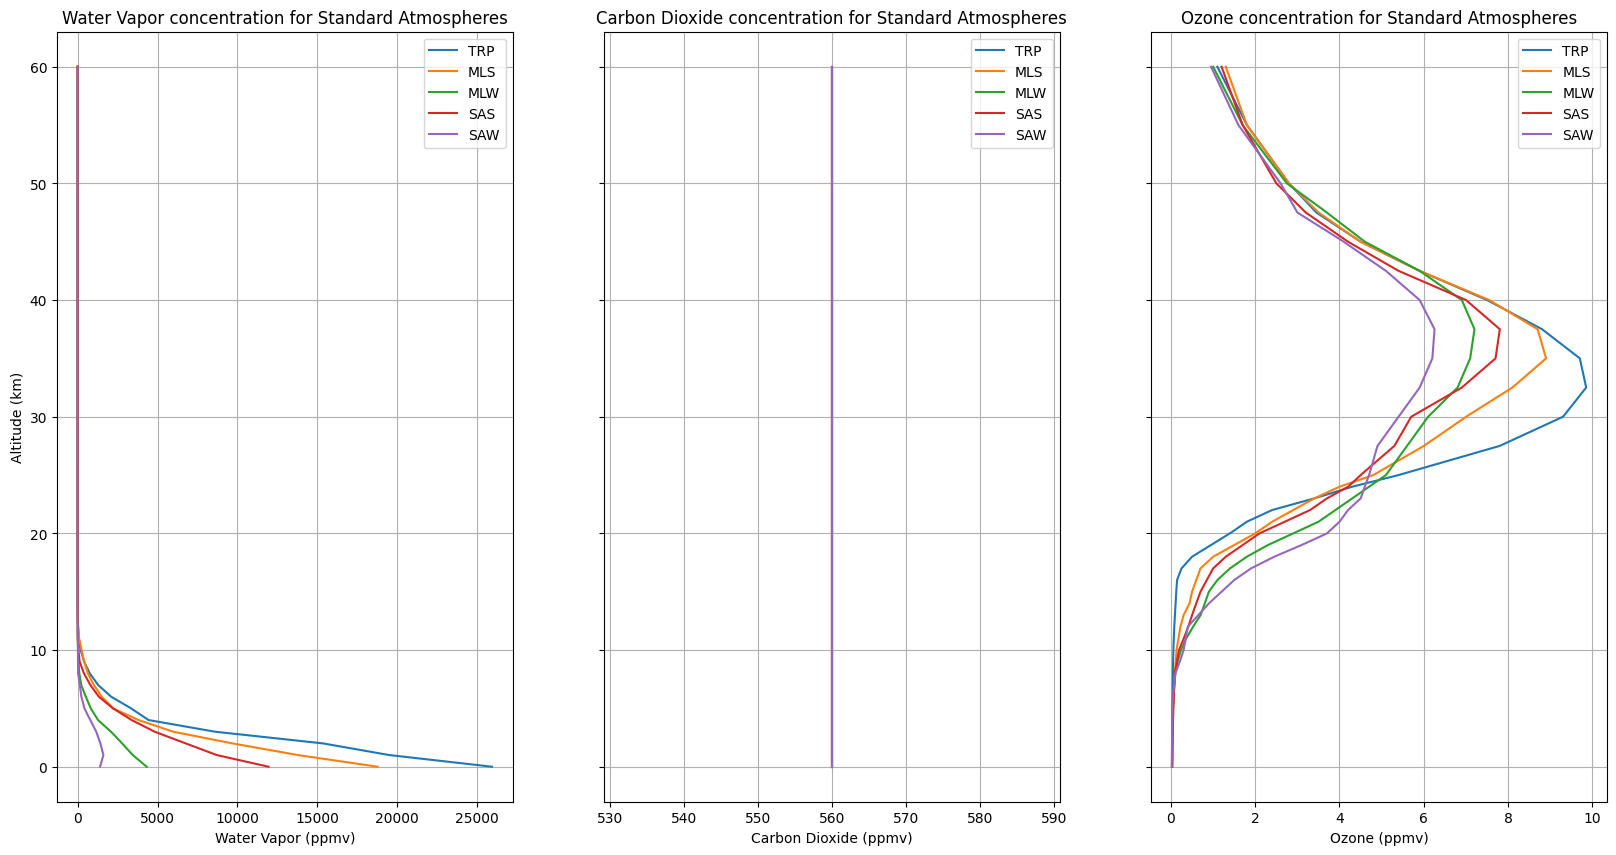 Water Vapor concentration for Standard Atmospheres
TRP
MLS
MLW
SAS
SAW
60
50
40
30
20
10
0
Altitude (km)
0 5000 10000 15000 20000 25000
Water Vapor (ppmv)
Carbon Dioxide concentration for Standard Atmospheres
TRP
MLS
MLW
SAS
SAW
530 540 550 560 570 580 590
Carbon Dioxide (ppmv)
Ozone concentration for Standard Atmospheres
TRP
MLS
MLW
SAS
SAW
0 2 4 6 8 10
Ozone (ppmv)